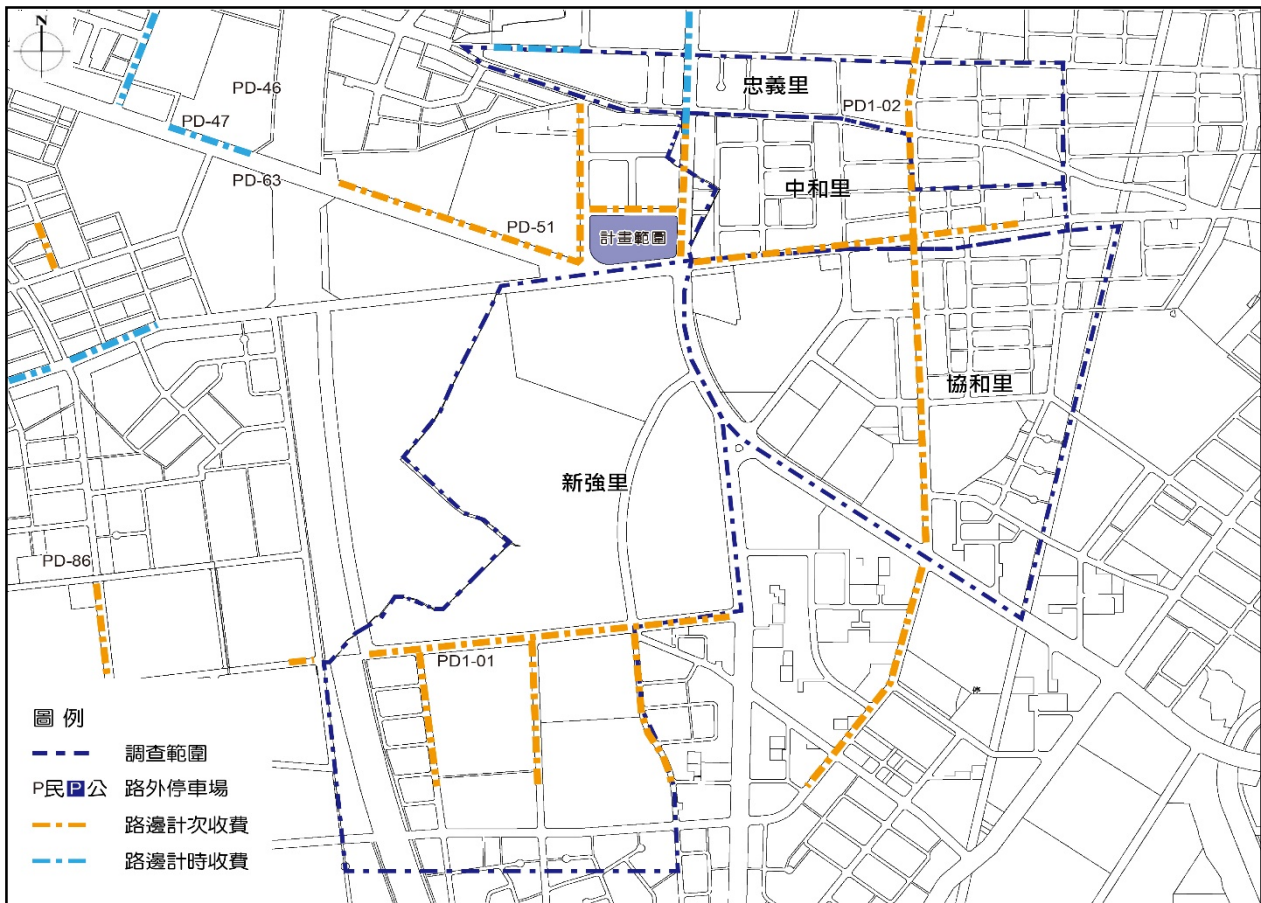 N
忠義里
PD-46
PD1-02
PD-47
PD-63
中和里
PD-51
計畫範圍
協和里
新強里
PD-86
PD1-01
圖例
調查範圍
P民P公 路外停車場
路邊計次收費
路邊計時收費